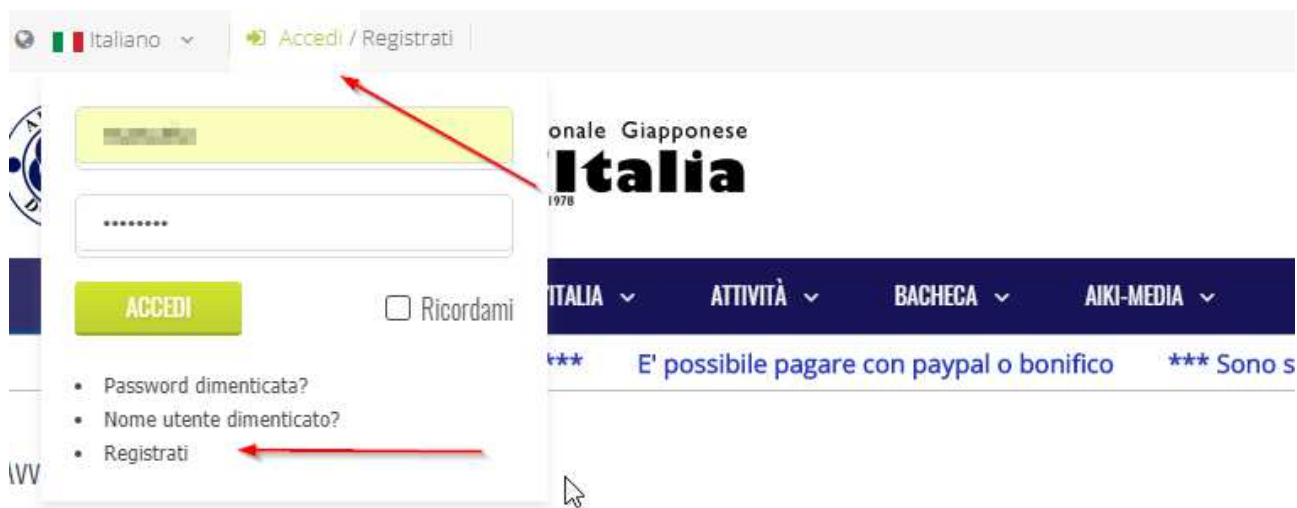 Italiano
Accedi / Registrati
onale Giapponese
Italia
1978
••••••••
ACCEDI
Ricordami
ITALIA
ATTIVITÀ
BACHECA
AIKI-MEDIA
*** E' possibile pagare con paypal o bonifico *** Sono s
Password dimenticata?
Nome utente dimenticato?
Registrati
AVV